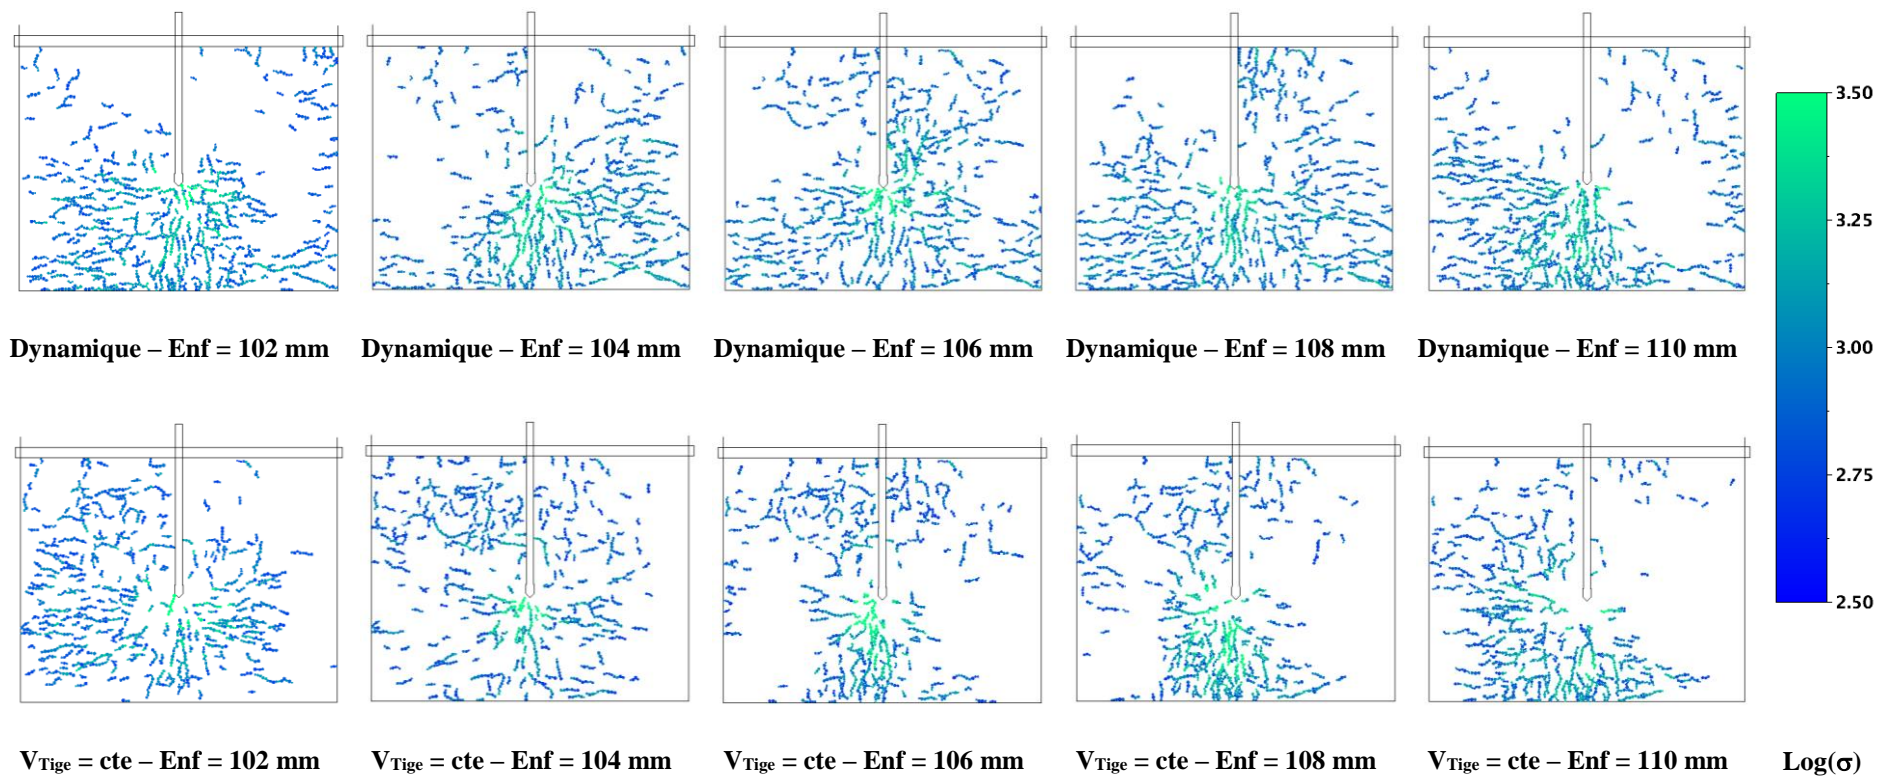 3.50
3.25
3.00
2.75
2.50
Dynamique – Enf = 102 mm
Dynamique – Enf = 104 mm
Dynamique – Enf = 106 mm
Dynamique – Enf = 108 mm
Dynamique – Enf = 110 mm
VTige = cte – Enf = 102 mm
VTige = cte – Enf = 104 mm
VTige = cte – Enf = 106 mm
VTige = cte – Enf = 108 mm
VTige = cte – Enf = 110 mm
Log(σ)